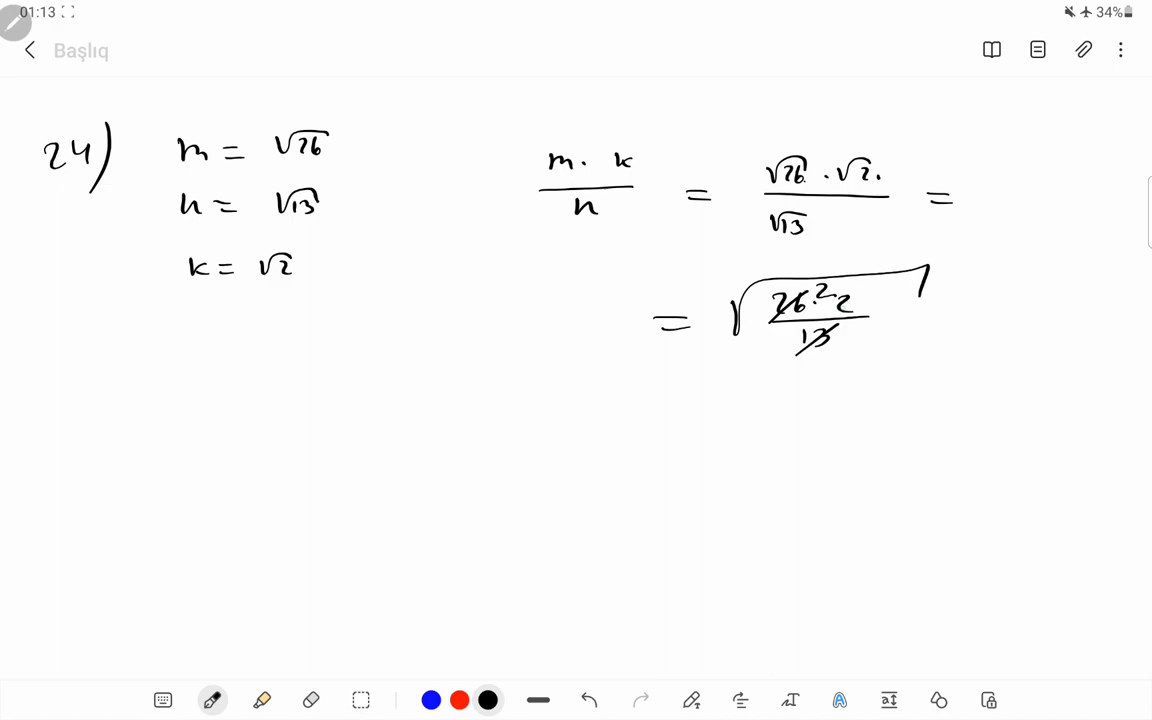 01:13 34%
Başlıq
24) m = √26
n = √13
k = √2
m · k / n = √26 · √2 . / √13 =
= √(26 ² · 2 / 13)